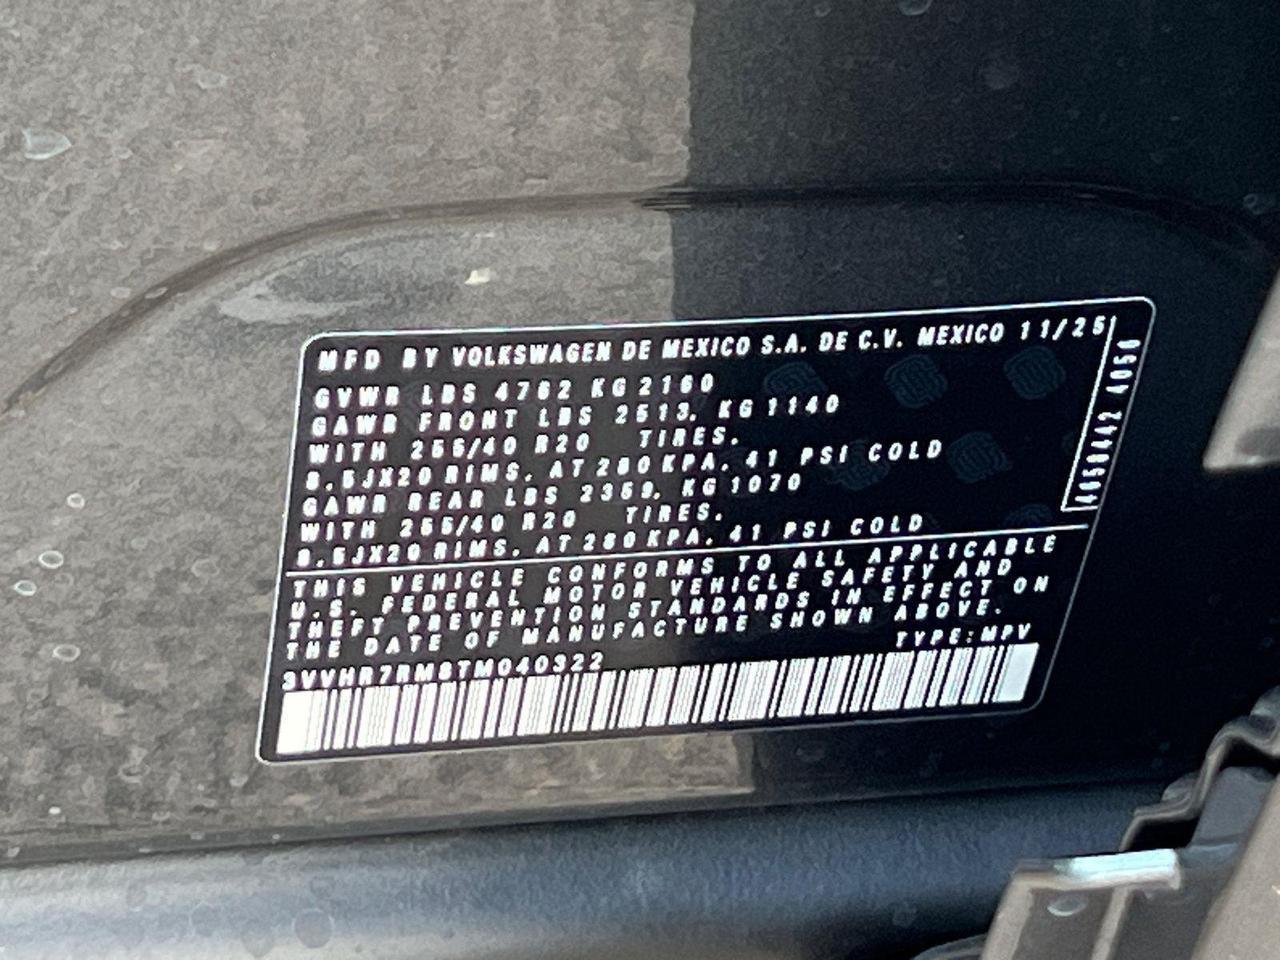 MFD BY VOLKSWAGEN DE MEXICO S.A. DE C.V. MEXICO 11/25
GVWR LBS 4762 KG 2160
GAWR FRONT LBS 2513, KG 1140
WITH 255/40 R20 TIRES,
8.5JX20 RIMS, AT 280 KPA, 41 PSI COLD
GAWR REAR LBS 2359, KG 1070
WITH 255/40 R20 TIRES,
8.5JX20 RIMS, AT 280 KPA, 41 PSI COLD
THIS VEHICLE CONFORMS TO ALL APPLICABLE
U.S. FEDERAL MOTOR VEHICLE SAFETY AND
THEFT PREVENTION STANDARDS IN EFFECT ON
THE DATE OF MANUFACTURE SHOWN ABOVE.
TYPE:MPV
3VVHR7RM8TM040322